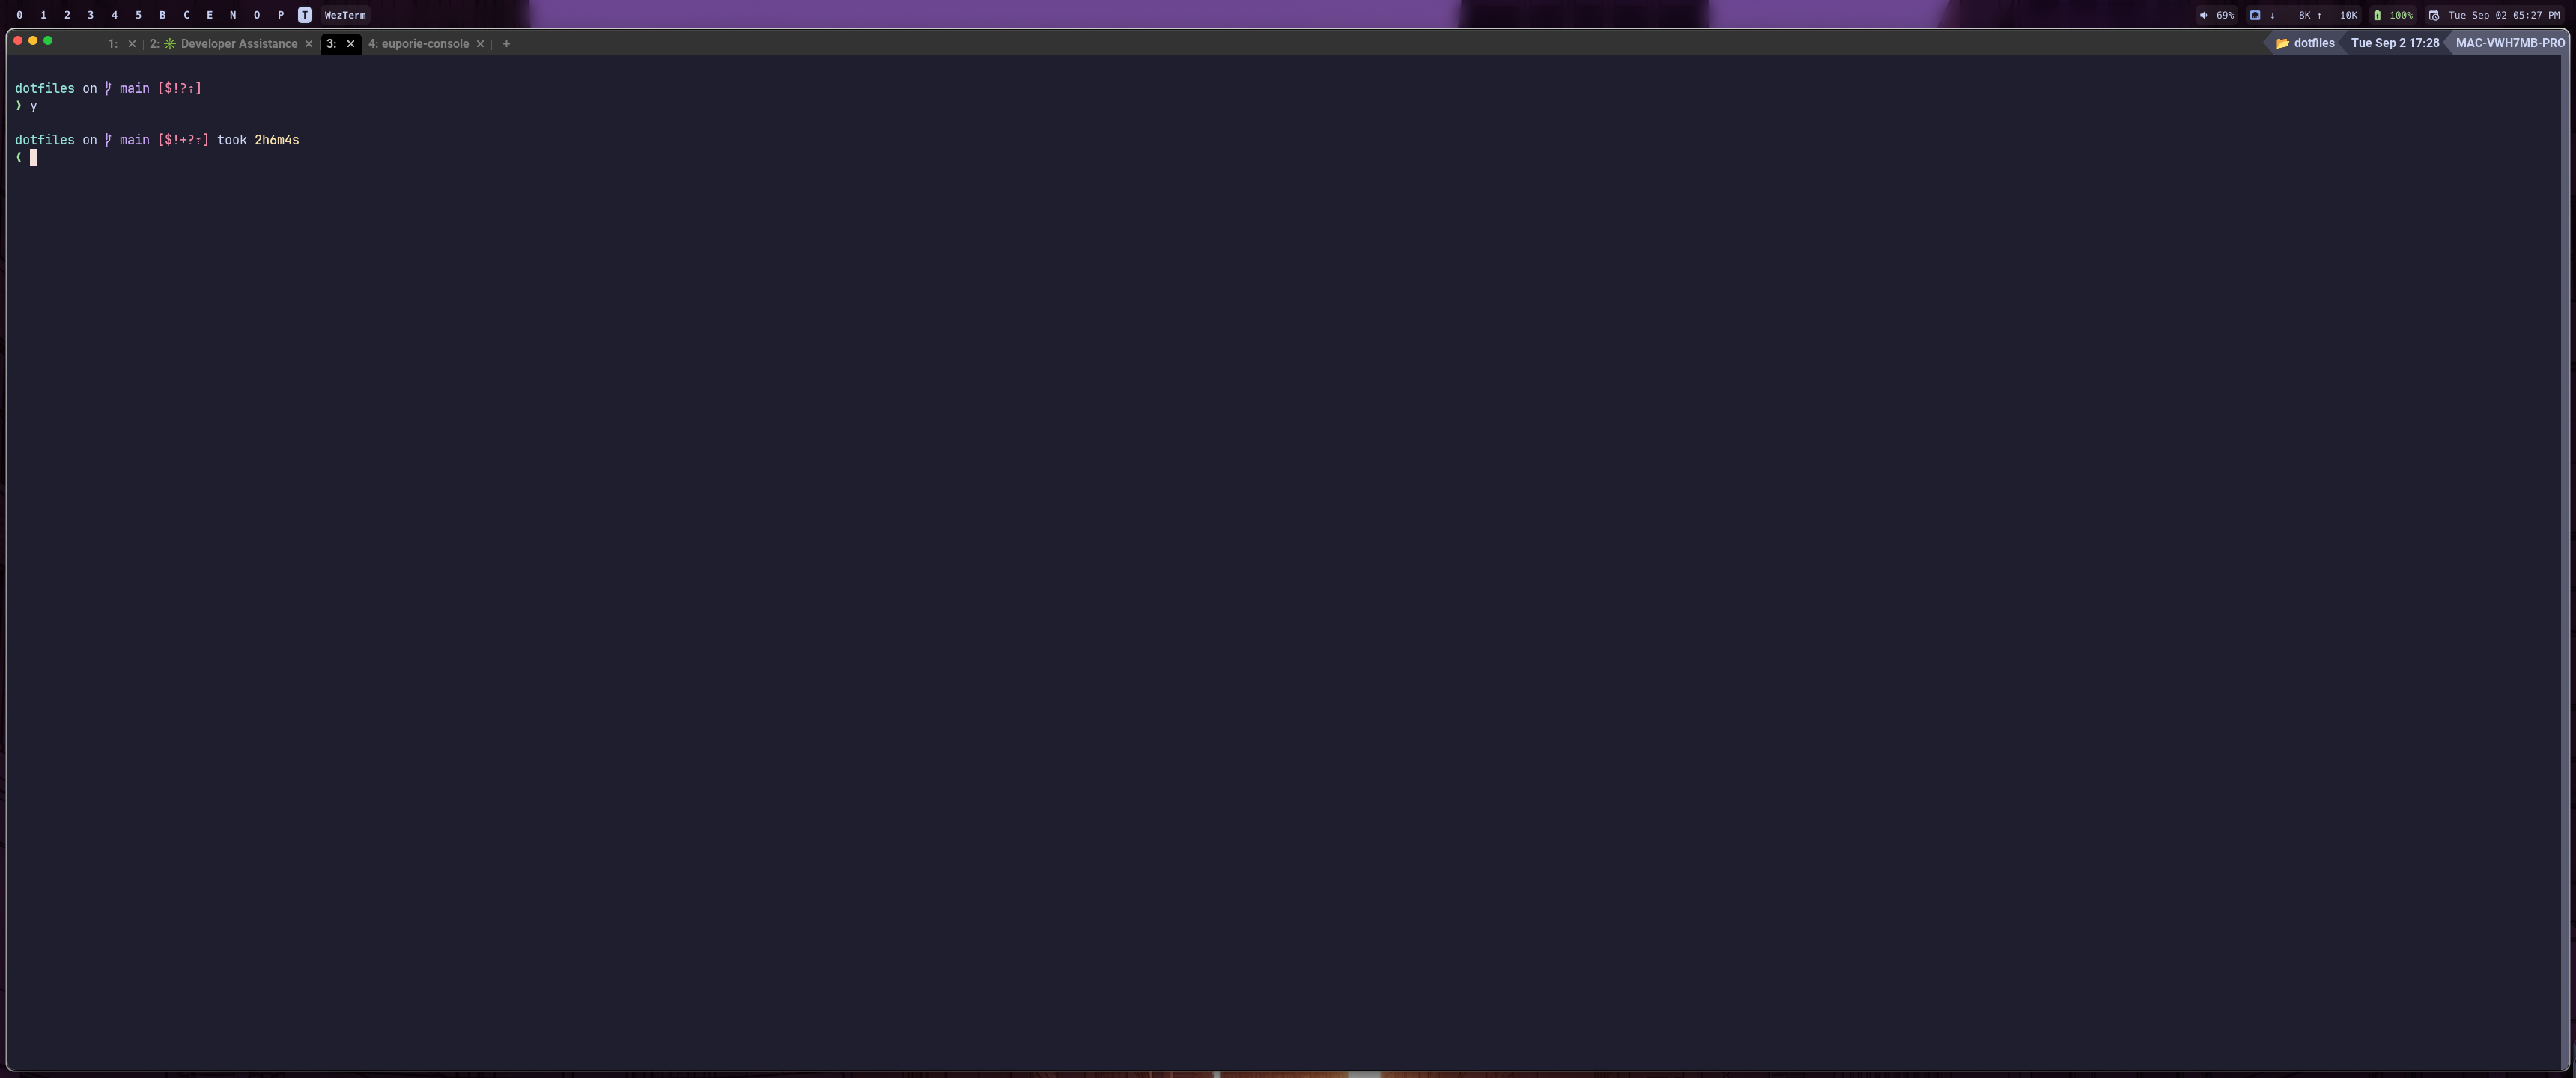 0 1 2 3 4 5 B C E N O P T WezTerm 69% ↓ 8K ↑ 10K 100% Tue Sep 02 05:27 PM
1: ✕ 2: ✳ Developer Assistance ✕ 3: ✕ 4: euporie-console ✕ + 📂 dotfiles Tue Sep 2 17:28 MAC-VWH7MB-PRO
dotfiles on main [$!?⇡]
❱ y
dotfiles on main [$!+?⇡] took 2h6m4s
❰